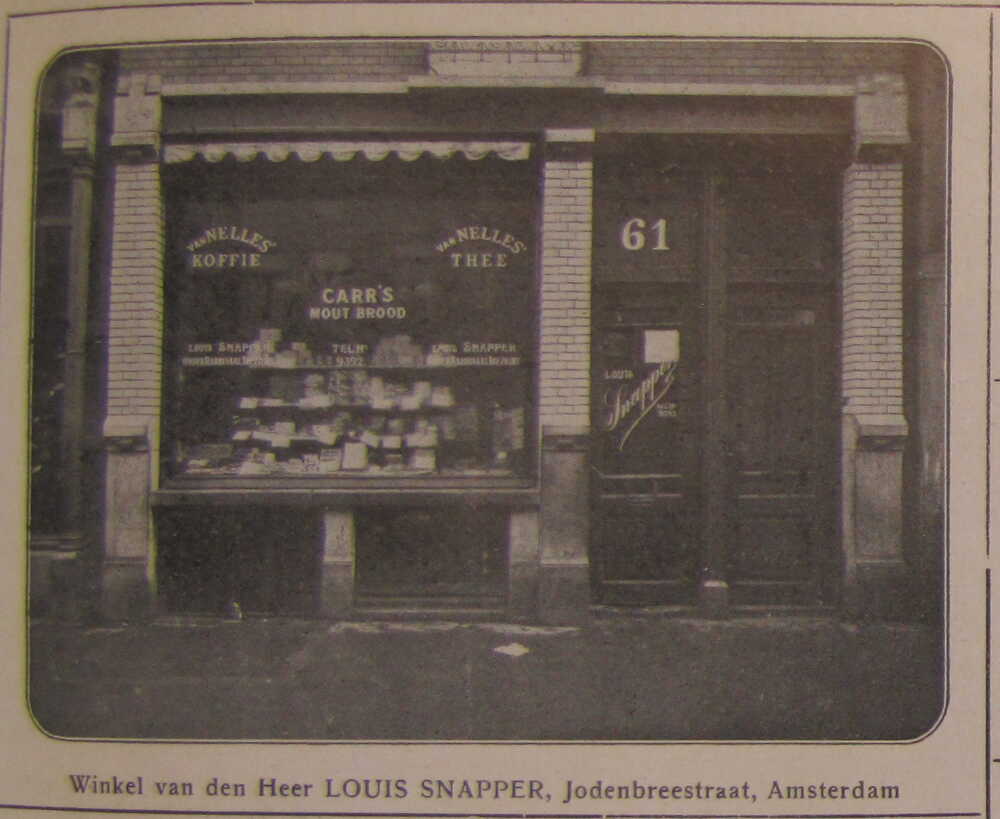 VAN NELLES'
KOFFIE
VAN NELLES'
THEE
CARR'S
MOUT BROOD
LOUIS SNAPPER
TELN.
9392
LOUIS SNAPPER
61
LOUIS
Snapper
Winkel van den Heer LOUIS SNAPPER, Jodenbreestraat, Amsterdam